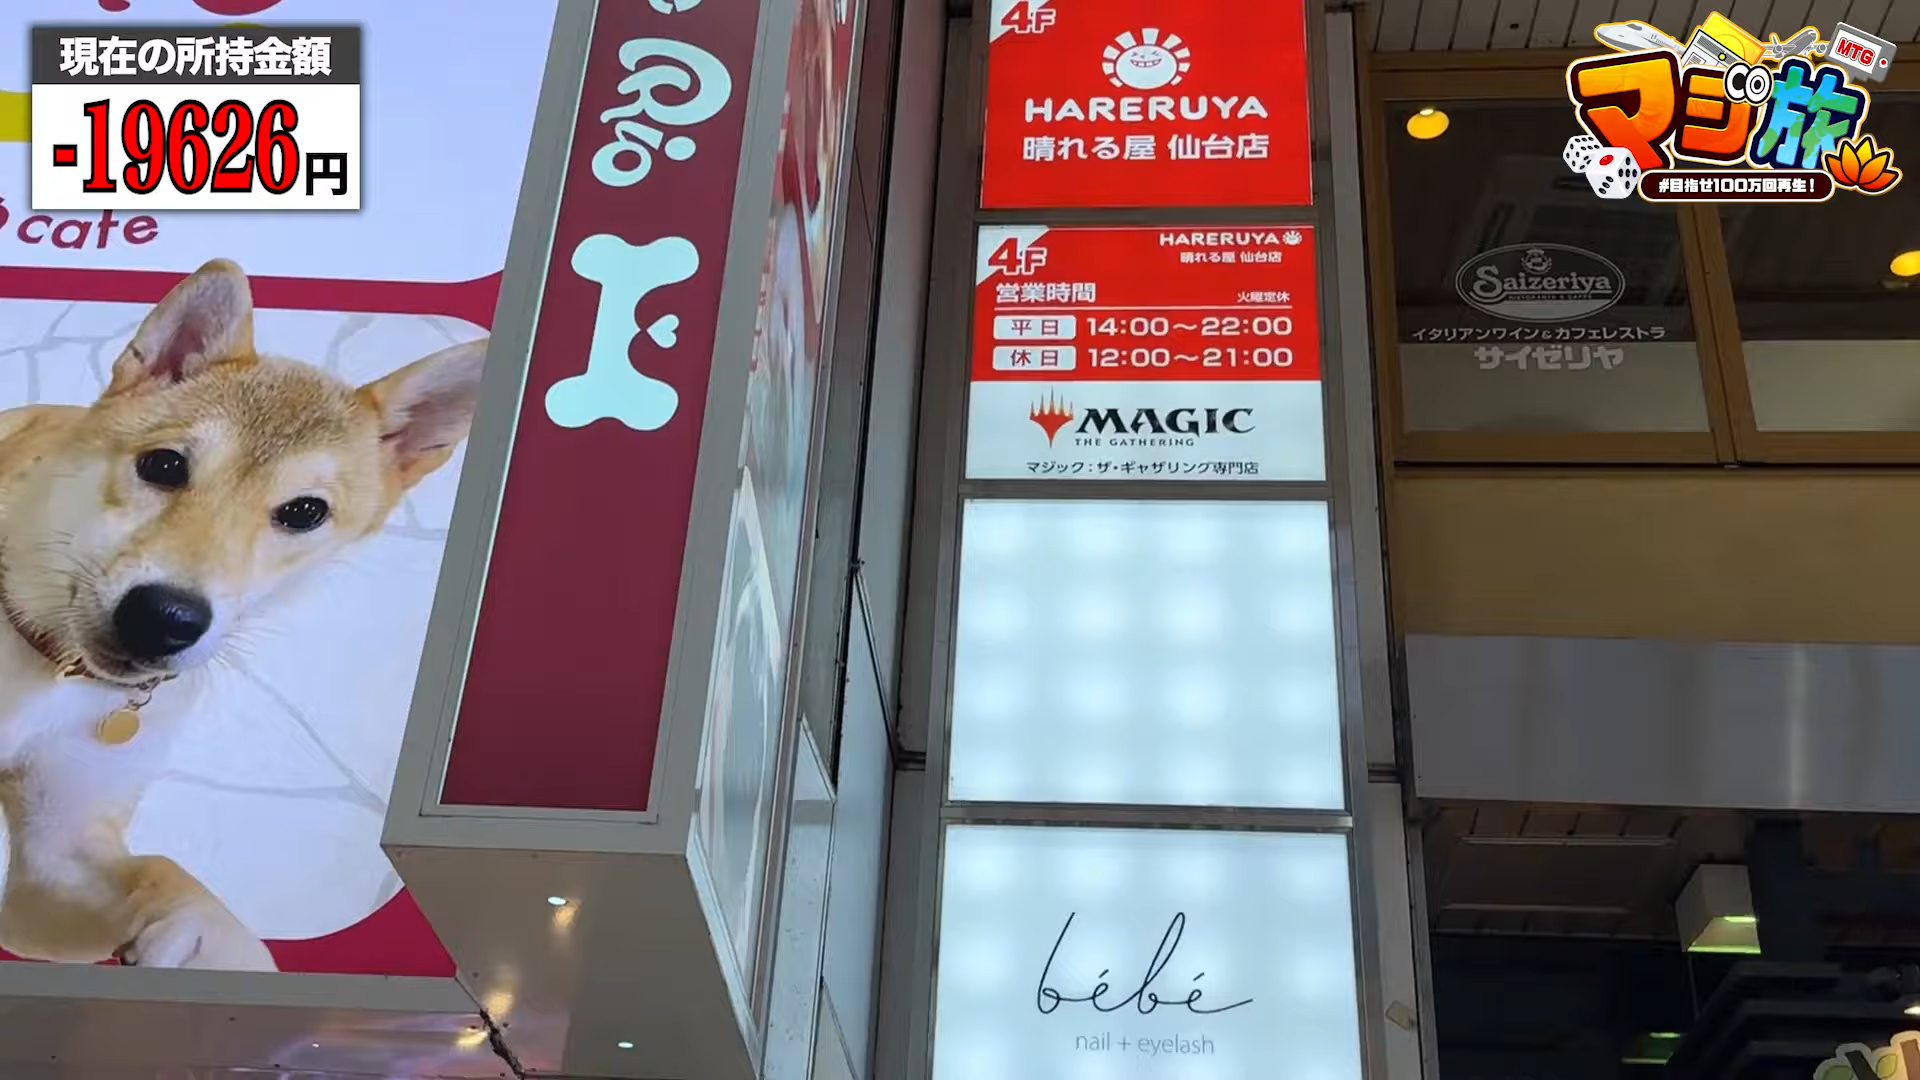 現在の所持金額
-19626円
cafe
4F
HARERUYA
晴れる屋 仙台店
4F
HARERUYA
晴れる屋 仙台店
営業時間
火曜定休
平日 14:00〜22:00
休日 12:00〜21:00
MAGIC
THE GATHERING
マジック：ザ・ギャザリング専門店
bébé
nail + eyelash
MTG
マジ旅
#目指せ100万回再生！
Saizeriya
RISTORANTE & CAFFÈ
イタリアンワイン&カフェレストラ
サイゼリヤ